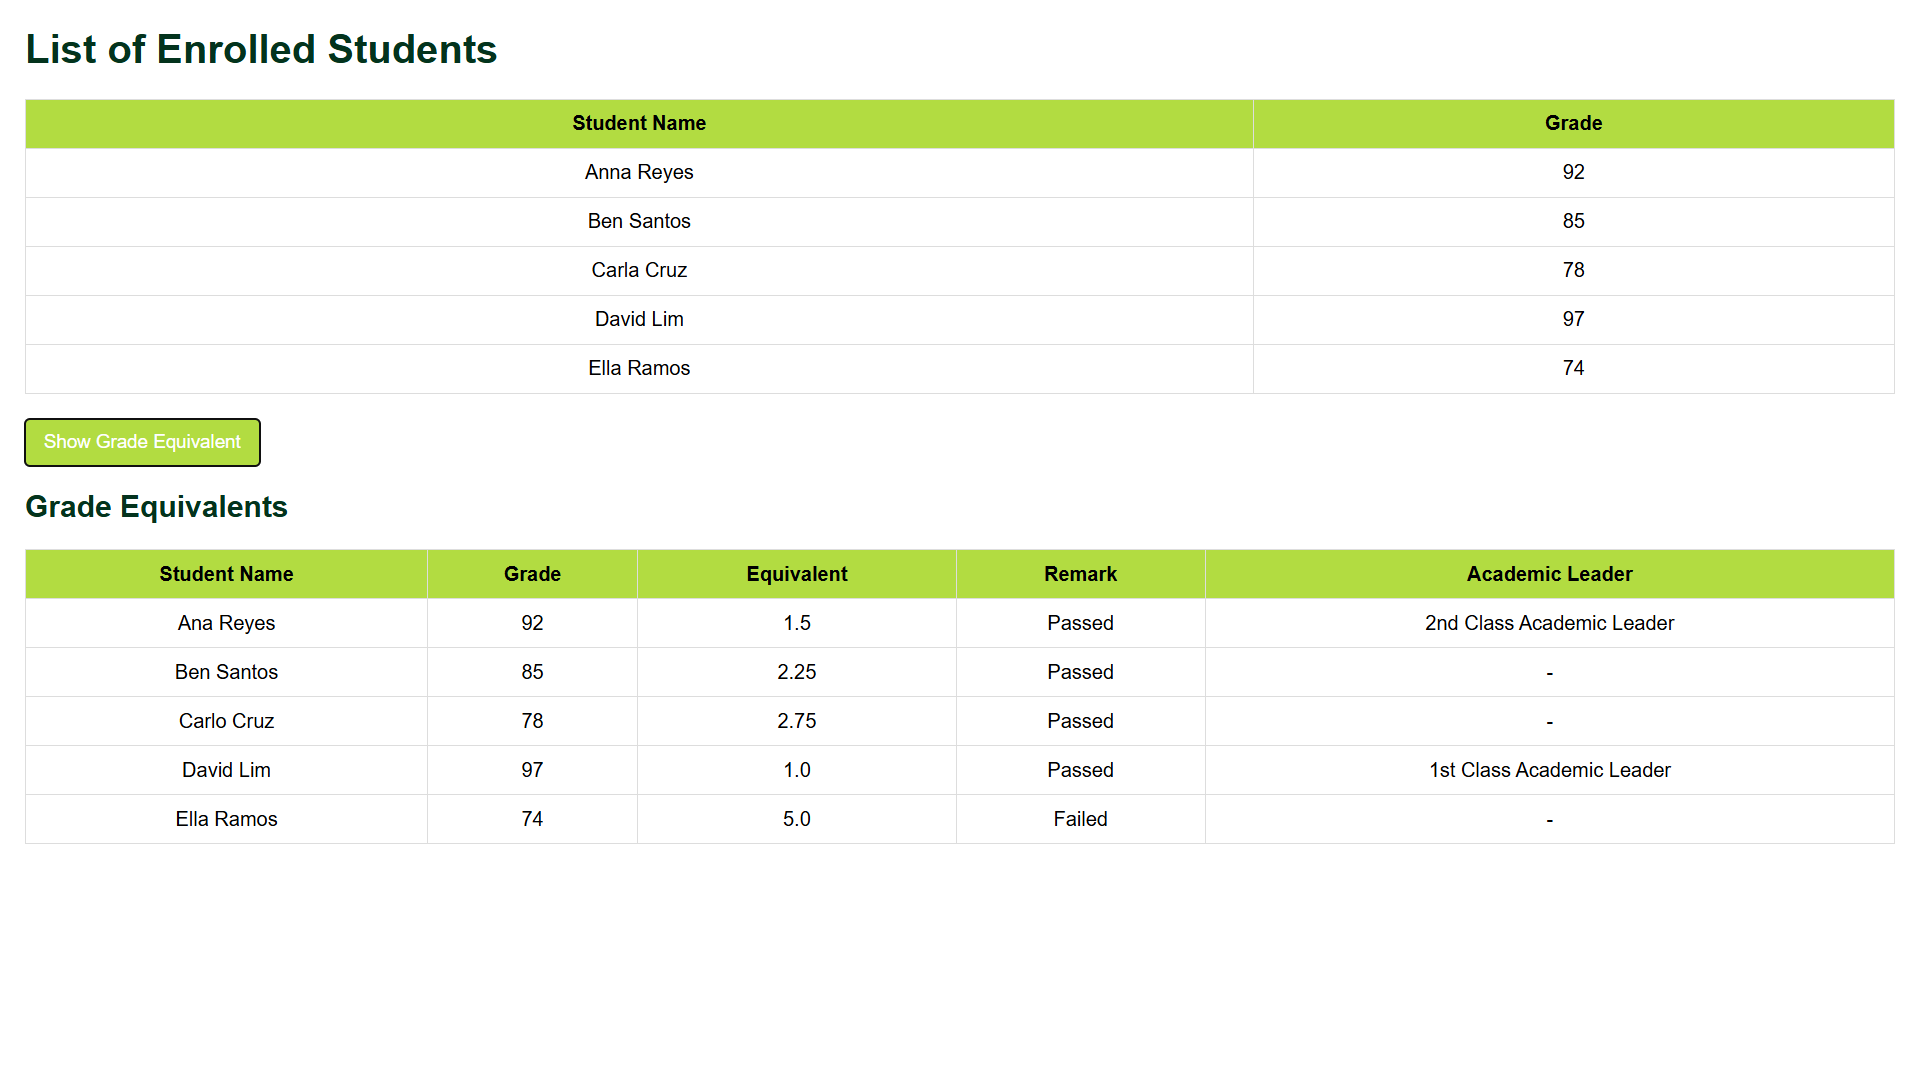 List of Enrolled Students
Student Name Grade
Anna Reyes 92
Ben Santos 85
Carla Cruz 78
David Lim 97
Ella Ramos 74
Show Grade Equivalent
Grade Equivalents
Student Name Grade Equivalent Remark Academic Leader
Ana Reyes 92 1.5 Passed 2nd Class Academic Leader
Ben Santos 85 2.25 Passed -
Carlo Cruz 78 2.75 Passed -
David Lim 97 1.0 Passed 1st Class Academic Leader
Ella Ramos 74 5.0 Failed -